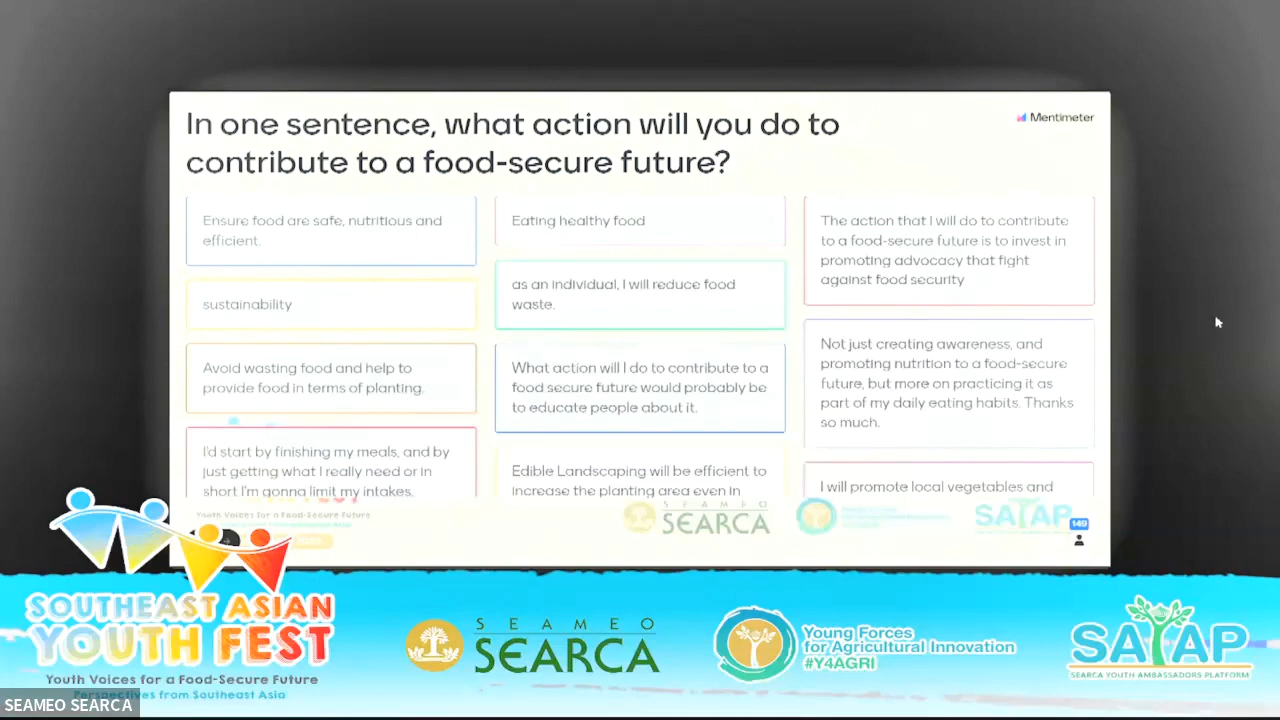 In one sentence, what action will you do to
contribute to a food-secure future?
Mentimeter
Ensure food are safe, nutritious and
efficient.
sustainability
Avoid wasting food and help to
provide food in terms of planting.
I'd start by finishing my meals, and by
just getting what I really need or in
short I'm gonna limit my intakes.
Eating healthy food
as an individual, I will reduce food
waste.
What action will I do to contribute to a
food secure future would probably be
to educate people about it.
Edible Landscaping will be efficient to
increase the planting area even in
The action that I will do to contribute
to a food-secure future is to invest in
promoting advocacy that fight
against food security
Not just creating awareness, and
promoting nutrition to a food-secure
future, but more on practicing it as
part of my daily eating habits. Thanks
so much.
I will promote local vegetables and
Youth Voices for a Food-Secure Future
SEAMEO
SEARCA
SATAP
149
SOUTHEAST ASIAN
YOUTH FEST
Youth Voices for a Food-Secure Future
Perspectives from Southeast Asia
SEAMEO
SEARCA
Young Forces
for Agricultural Innovation
#Y4AGRI
SAYAP
SEARCA YOUTH AMBASSADORS PLATFORM
SEAMEO SEARCA